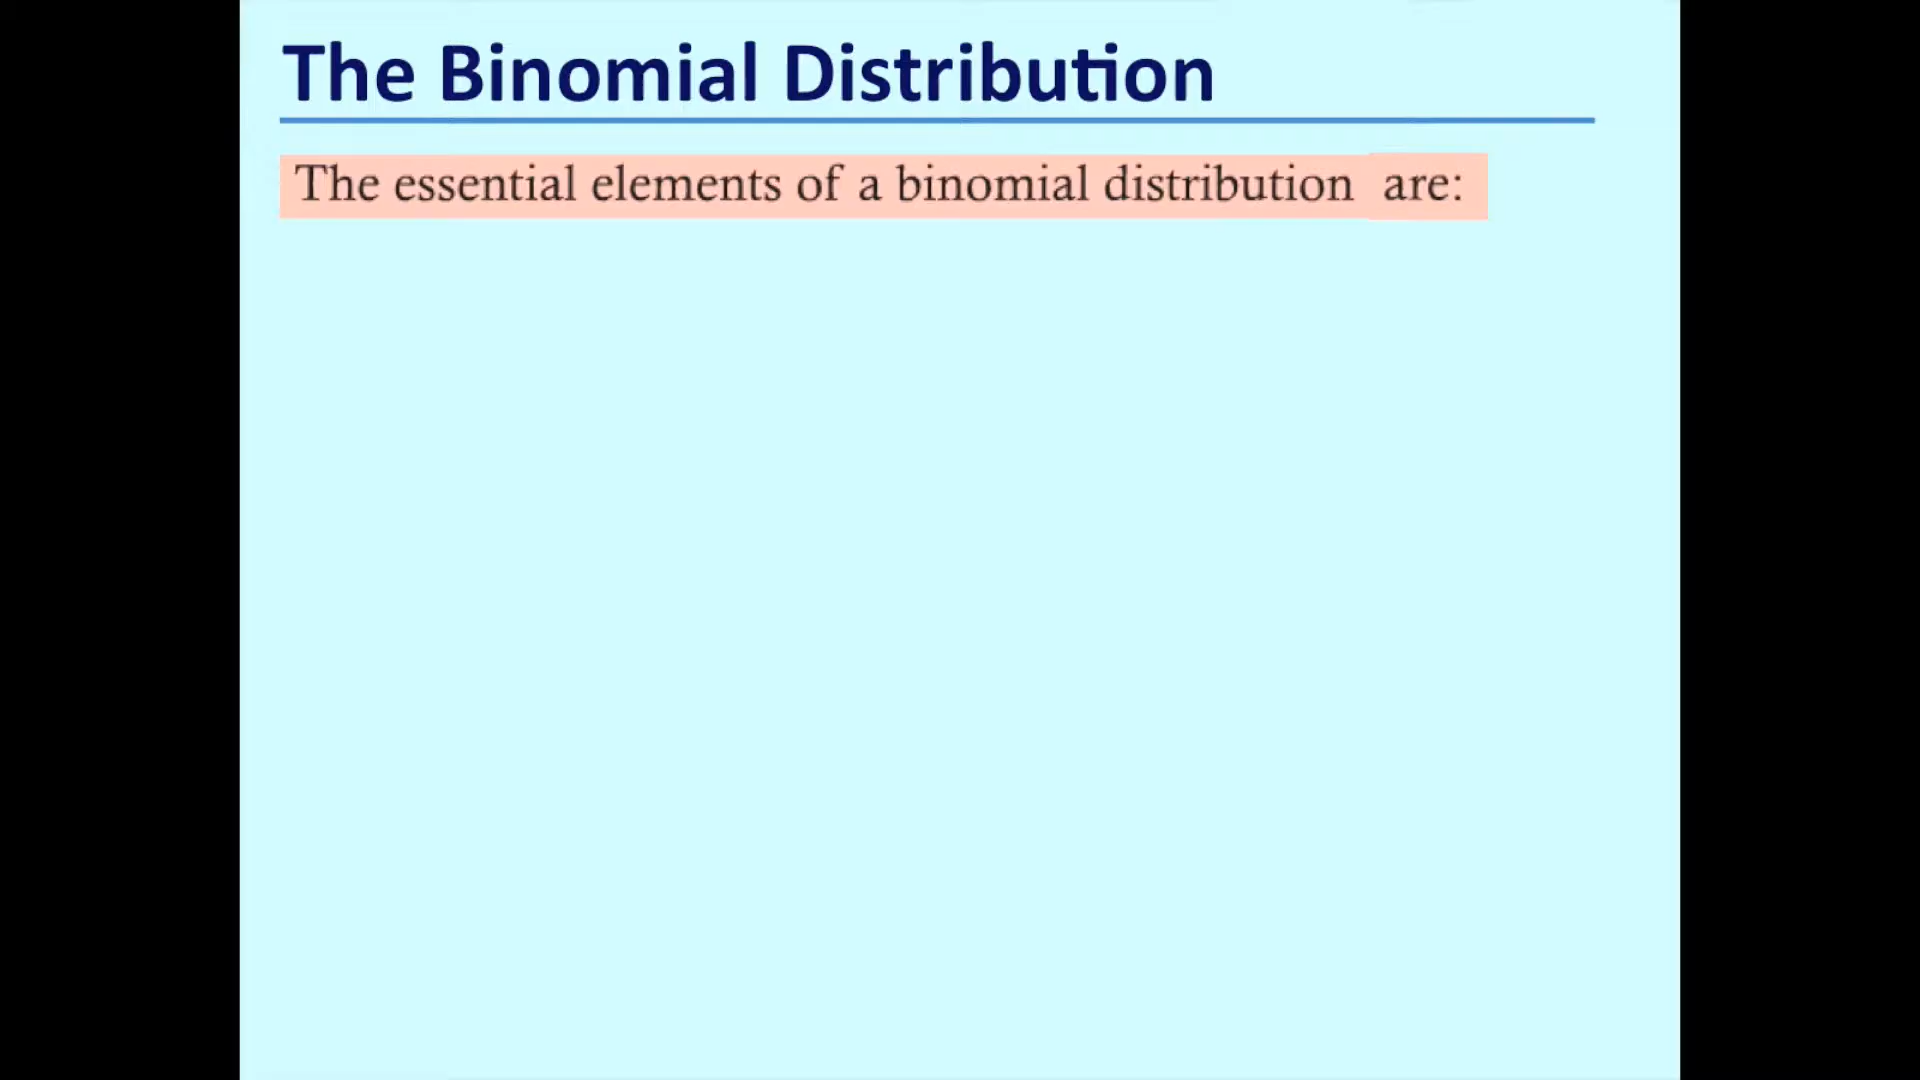 The Binomial Distribution
The essential elements of a binomial distribution are: